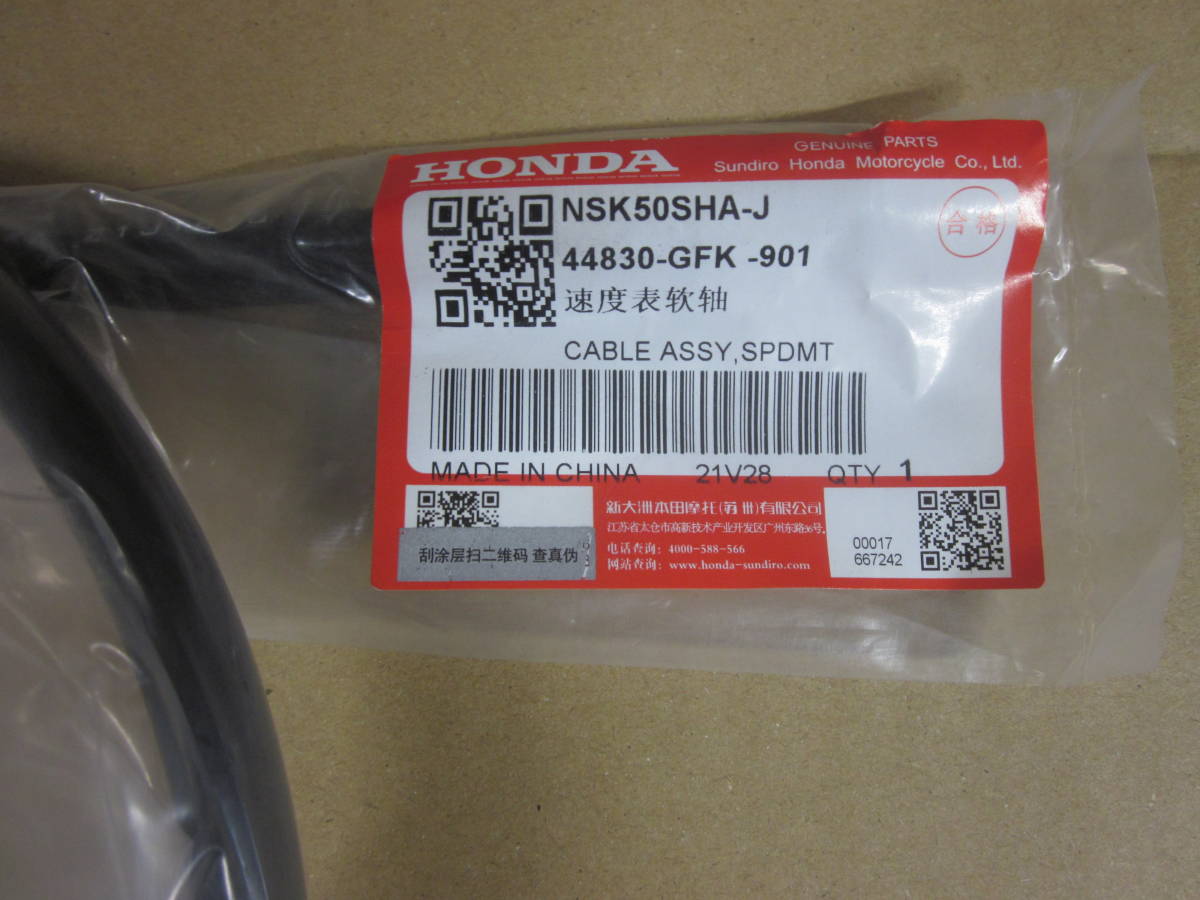 HONDA
GENUINE PARTS
Sundiro Honda Motorcycle Co., Ltd.
NSK50SHA-J
合格
44830-GFK -901
速度表软轴
CABLE ASSY,SPDMT
MADE IN CHINA 21V28 QTY 1
新大洲本田摩托(苏州)有限公司
江苏省太仓市高新技术产业开发区广州东路36号.
电话查询: 4000-588-566
网站查询: www.honda-sundiro.com
刮涂层扫二维码 查真伪
00017
667242